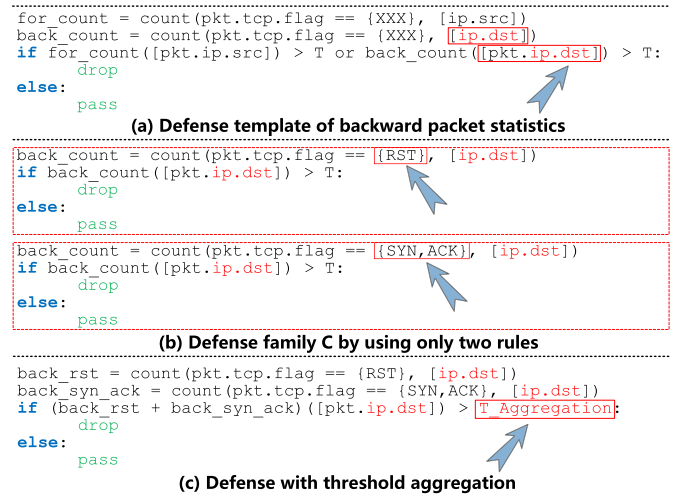 for_count = count(pkt.tcp.flag == {XXX}, [ip.src])
back_count = count(pkt.tcp.flag == {XXX}, [ip.dst])
if for_count([pkt.ip.src]) > T or back_count([pkt.ip.dst]) > T:
drop
else:
pass
(a) Defense template of backward packet statistics
back_count = count(pkt.tcp.flag == {RST}, [ip.dst])
if back_count([pkt.ip.dst]) > T:
drop
else:
pass
back_count = count(pkt.tcp.flag == {SYN,ACK}, [ip.dst])
if back_count([pkt.ip.dst]) > T:
drop
else:
pass
(b) Defense family C by using only two rules
back_rst = count(pkt.tcp.flag == {RST}, [ip.dst])
back_syn_ack = count(pkt.tcp.flag == {SYN,ACK}, [ip.dst])
if (back_rst + back_syn_ack)([pkt.ip.dst]) > T_Aggregation:
drop
else:
pass
(c) Defense with threshold aggregation